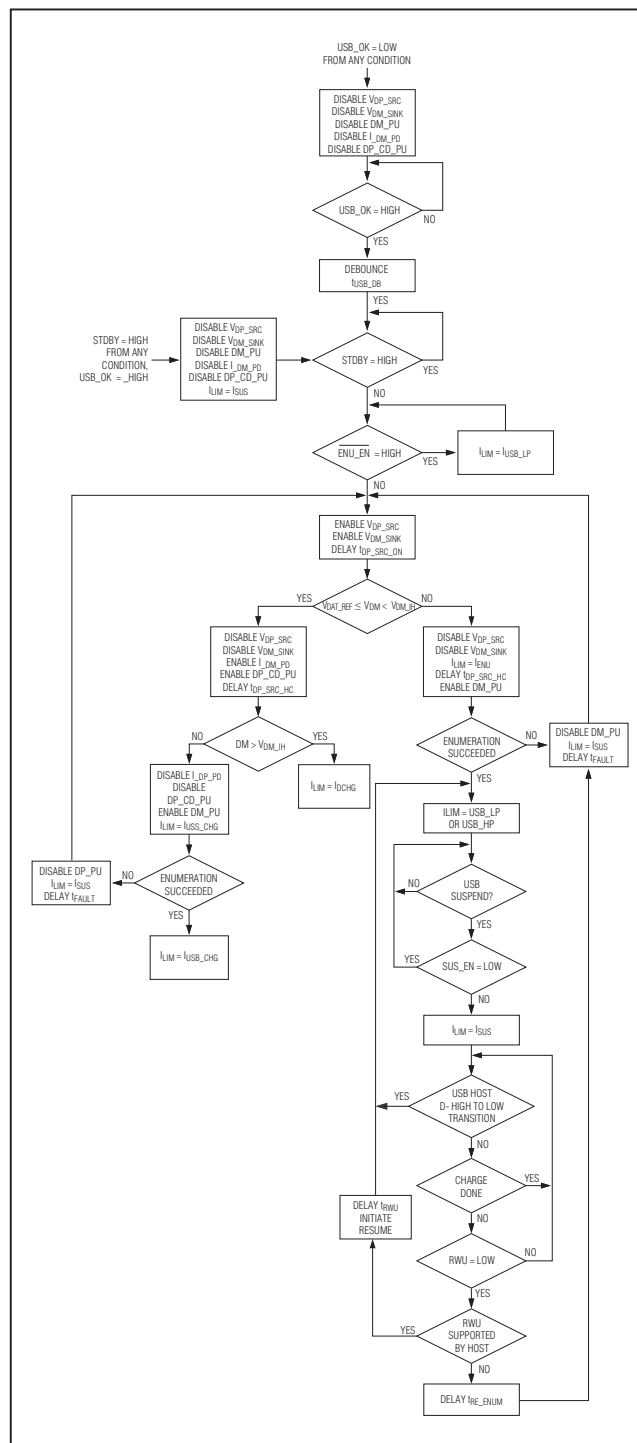 USB_OK = LOW
FROM ANY CONDITION
DISABLE VDP_SRC
DISABLE VDM_SINK
DISABLE DM_PU
DISABLE I_DM_PD
DISABLE DP_CD_PU
USB_OK = HIGH
NO
YES
DEBOUNCE
tUSB_DB
YES
STDBY = HIGH
FROM ANY
CONDITION,
USB_OK = _HIGH
DISABLE VDP_SRC
DISABLE VDM_SINK
DISABLE DM_PU
DISABLE I_DM_PD
DISABLE DP_CD_PU
ILIM = ISUS
STDBY = HIGH
YES
NO
ENU_EN = HIGH
YES
ILIM = IUSB_LP
NO
ENABLE VDP_SRC
ENABLE VDM_SINK
DELAY tDP_SRC_ON
YES
VDAT_REF ≤ VDM < VDM_IH
NO
DISABLE VDP_SRC
DISABLE VDM_SINK
ENABLE I_DM_PD
ENABLE DP_CD_PU
DELAY tDP_SRC_HC
DISABLE VDP_SRC
DISABLE VDM_SINK
ILIM = IENU
DELAY tDP_SRC_HC
ENABLE DM_PU
NO
DM > VDM_IH
YES
ENUMERATION
SUCCEEDED
NO
YES
DISABLE DM_PU
ILIM = ISUS
DELAY tFAULT
DISABLE I_DP_PD
DISABLE
DP_CD_PU
ENABLE DM_PU
ILIM = IUSS_CHG
ILIM = IDCHG
ILIM = USB_LP
OR USB_HP
DISABLE DP_PU
ILIM = ISUS
DELAY tFAULT
NO
ENUMERATION
SUCCEEDED
YES
ILIM = IUSB_CHG
NO
USB
SUSPEND?
YES
YES
SUS_EN = LOW
NO
ILIM = ISUS
YES
USB HOST
D- HIGH TO LOW
TRANSITION
NO
CHARGE
DONE
YES
NO
DELAY tRWU
INITIATE
RESUME
RWU = LOW
NO
YES
YES
RWU
SUPPORTED
BY HOST
NO
DELAY tRE_ENUM